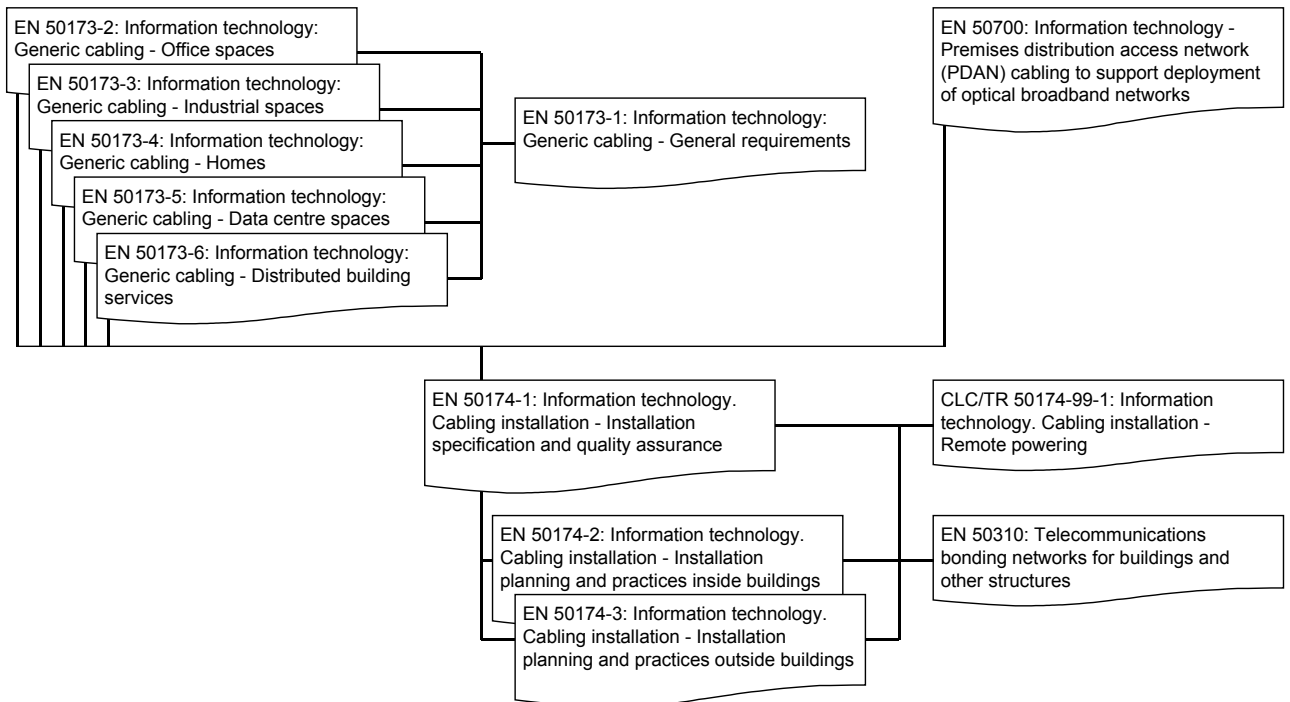 EN 50173-2: Information technology:
Generic cabling - Office spaces
EN 50173-3: Information technology:
Generic cabling - Industrial spaces
EN 50173-4: Information technology:
Generic cabling - Homes
EN 50173-5: Information technology:
Generic cabling - Data centre spaces
EN 50173-6: Information technology:
Generic cabling - Distributed building
services
EN 50173-1: Information technology:
Generic cabling - General requirements
EN 50700: Information technology -
Premises distribution access network
(PDAN) cabling to support deployment
of optical broadband networks
EN 50174-1: Information technology.
Cabling installation - Installation
specification and quality assurance
CLC/TR 50174-99-1: Information
technology. Cabling installation -
Remote powering
EN 50174-2: Information technology.
Cabling installation - Installation
planning and practices inside buildings
EN 50310: Telecommunications
bonding networks for buildings and
other structures
EN 50174-3: Information technology.
Cabling installation - Installation
planning and practices outside buildings